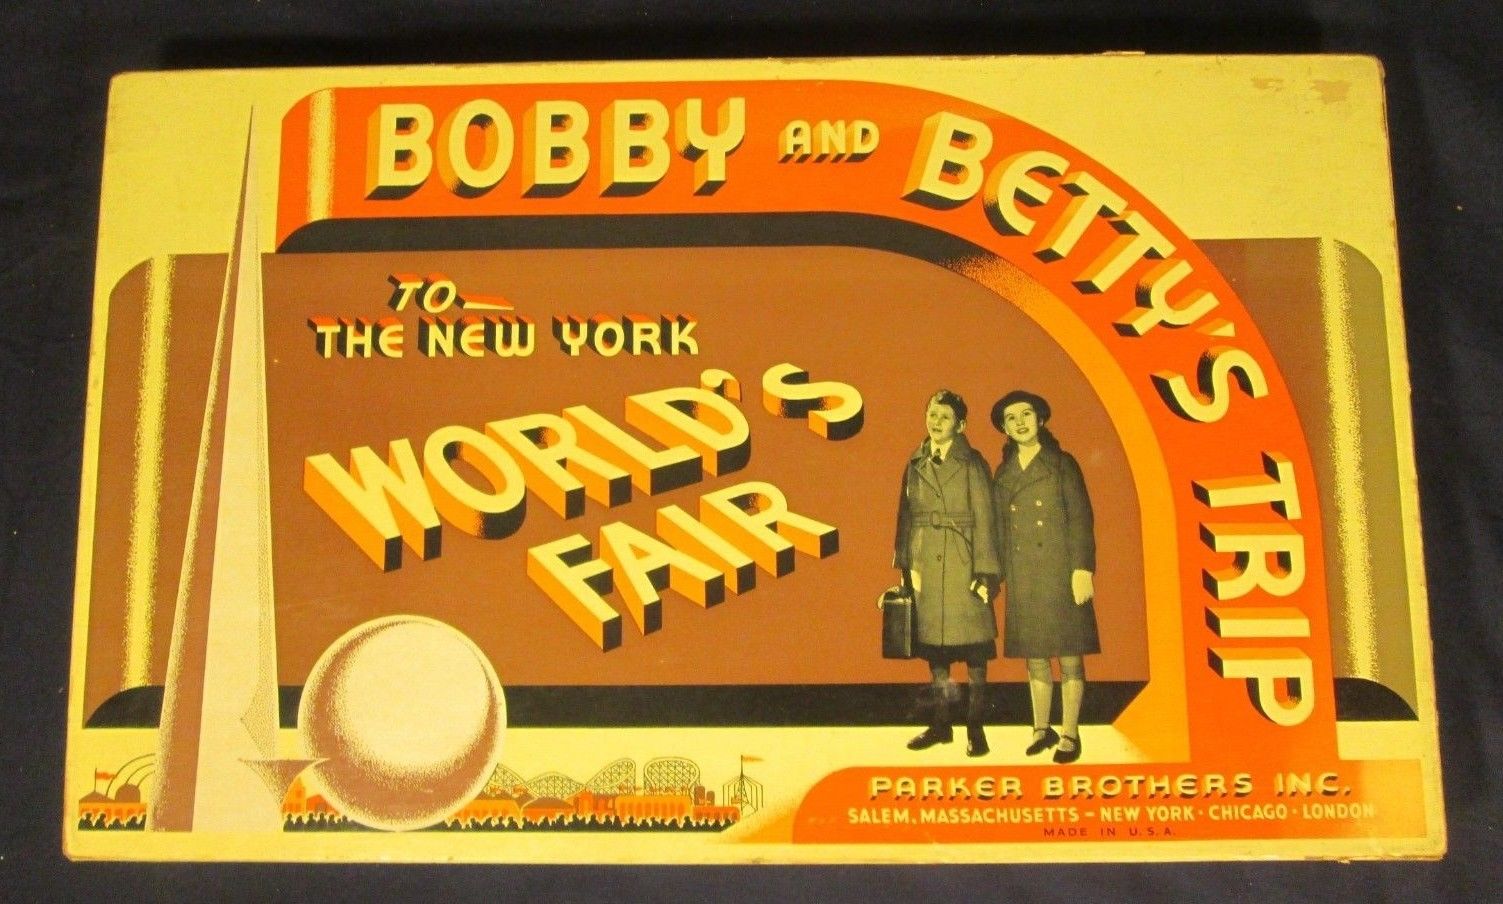 BOBBY AND BETTY'S TRIP
TO—
THE NEW YORK
WORLD'S
FAIR
PARKER BROTHERS INC.
SALEM, MASSACHUSETTS - NEW YORK · CHICAGO · LONDON
MADE IN U.S.A.